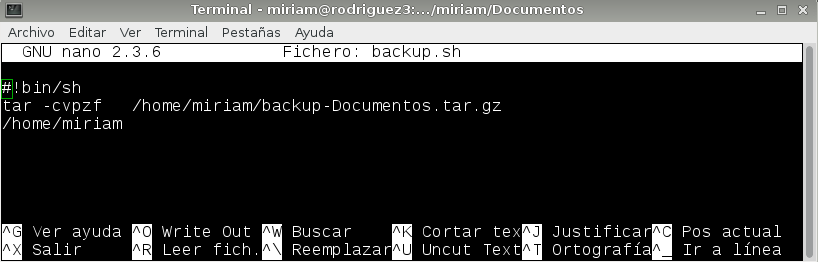 Terminal - miriam@rodriguez3:.../miriam/Documentos
Archivo Editar Ver Terminal Pestañas Ayuda
GNU nano 2.3.6 Fichero: backup.sh
#!bin/sh
tar -cvpzf /home/miriam/backup-Documentos.tar.gz
/home/miriam
^G Ver ayuda ^O Write Out ^W Buscar ^K Cortar tex^J Justificar^C Pos actual
^X Salir ^R Leer fich.^\ Reemplazar^U Uncut Text^T Ortografía^_ Ir a línea